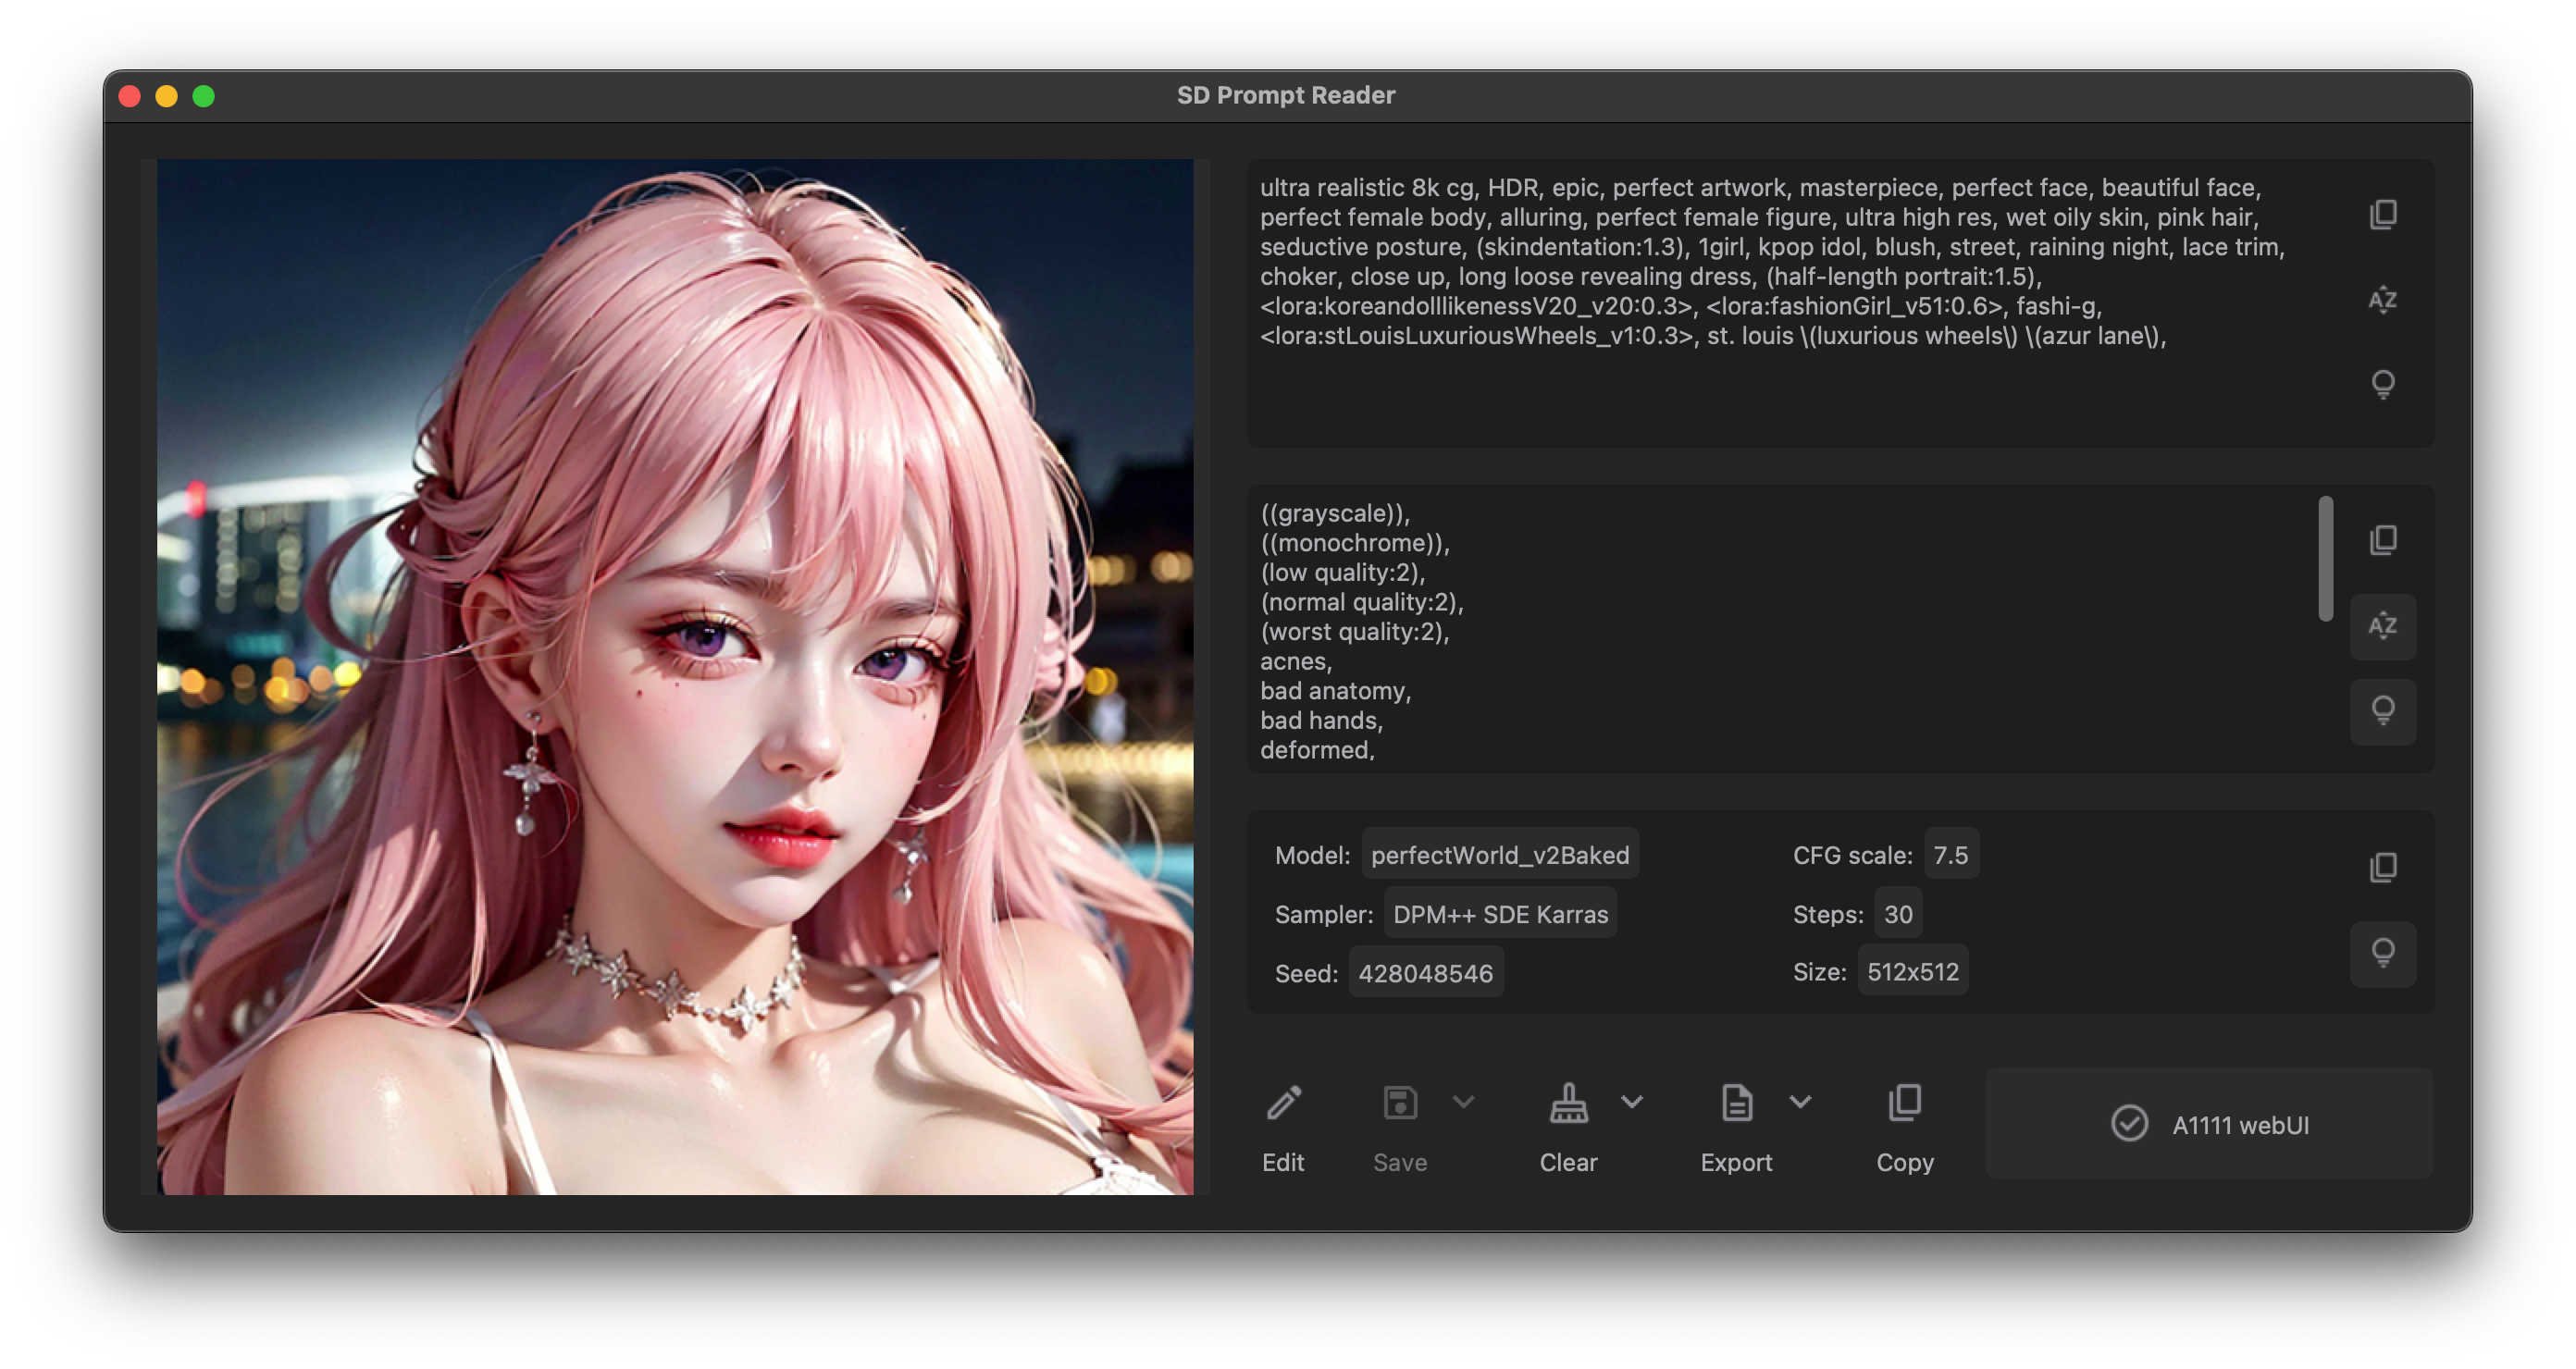 SD Prompt Reader
ultra realistic 8k cg, HDR, epic, perfect artwork, masterpiece, perfect face, beautiful face,
perfect female body, alluring, perfect female figure, ultra high res, wet oily skin, pink hair,
seductive posture, (skindentation:1.3), 1girl, kpop idol, blush, street, raining night, lace trim,
choker, close up, long loose revealing dress, (half-length portrait:1.5),
<lora:koreandolllikenessV20_v20:0.3>, <lora:fashionGirl_v51:0.6>, fashi-g,
<lora:stLouisLuxuriousWheels_v1:0.3>, st. louis \(luxurious wheels\) \(azur lane\),
AZ
((grayscale)),
((monochrome)),
(low quality:2),
(normal quality:2),
(worst quality:2),
acnes,
bad anatomy,
bad hands,
deformed,
AZ
Model: perfectWorld_v2Baked
CFG scale: 7.5
Sampler: DPM++ SDE Karras
Steps: 30
Seed: 428048546
Size: 512x512
Edit
Save
Clear
Export
Copy
A1111 webUI